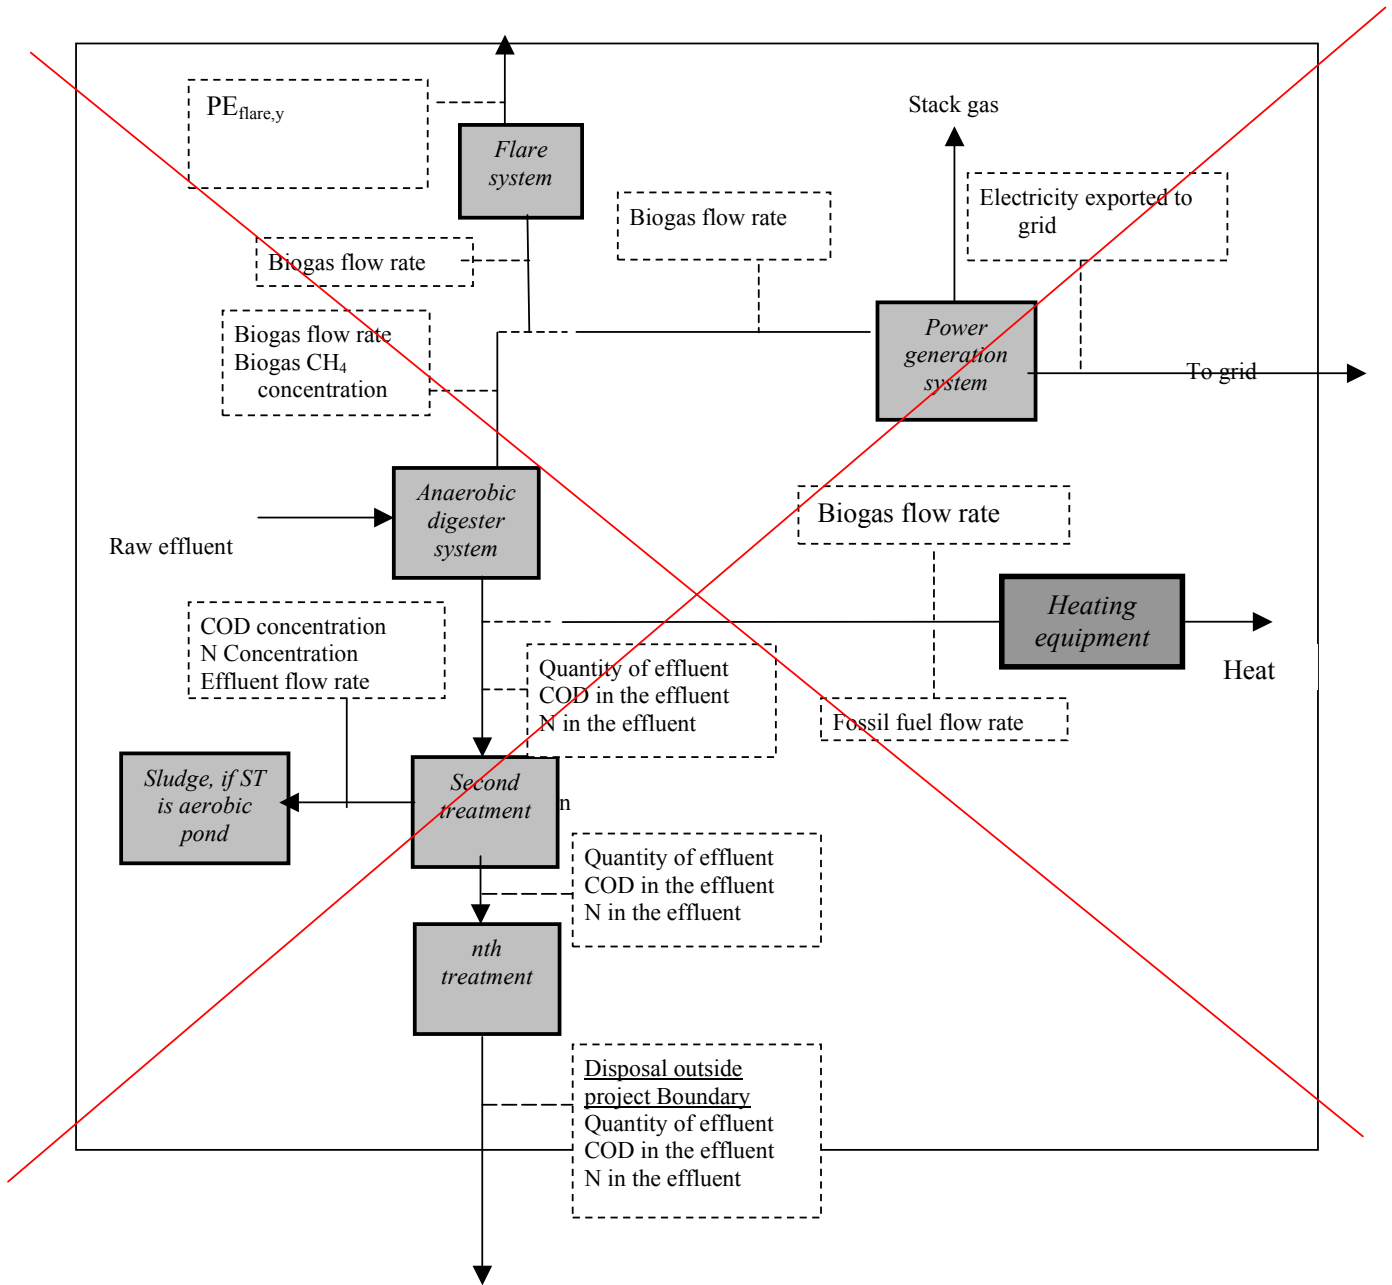 PEflare,y
Flare
system
Stack gas
Electricity exported to
grid
Biogas flow rate
Biogas flow rate
Biogas flow rate
Biogas CH4
concentration
Power
generation
system
To grid
Anaerobic
digester
system
Raw effluent
Biogas flow rate
Heating
equipment
Heat
COD concentration
N Concentration
Effluent flow rate
Quantity of effluent
COD in the effluent
N in the effluent
Fossil fuel flow rate
Sludge, if ST
is aerobic
pond
Second
treatment
n
Quantity of effluent
COD in the effluent
N in the effluent
nth
treatment
Disposal outside
project Boundary
Quantity of effluent
COD in the effluent
N in the effluent